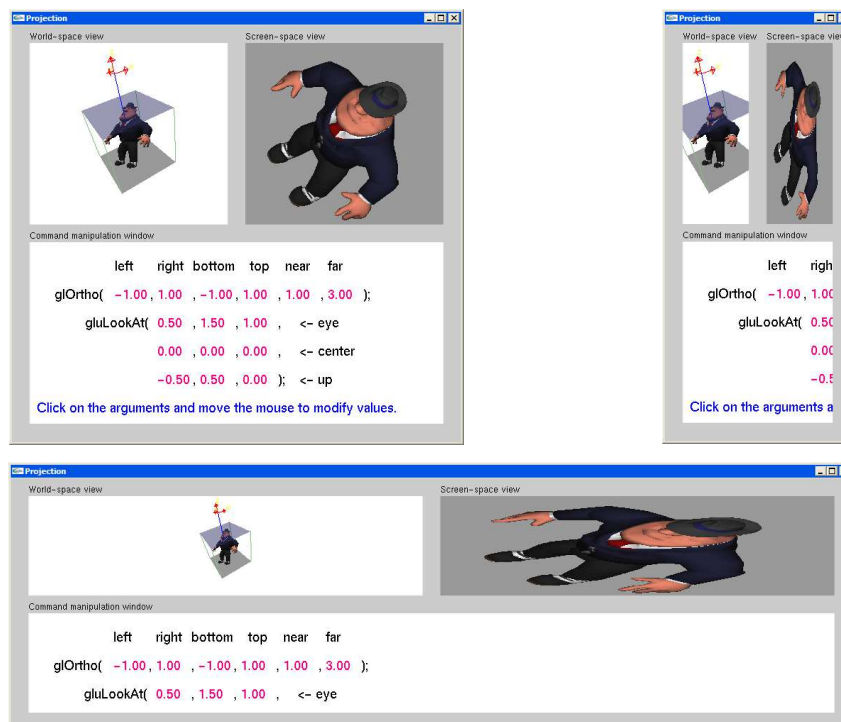 Projection
World-space view Screen-space view
Command manipulation window
left right bottom top near far
glOrtho( -1.00 , 1.00 , -1.00 , 1.00 , 1.00 , 3.00 );
gluLookAt( 0.50 , 1.50 , 1.00 , <- eye
0.00 , 0.00 , 0.00 , <- center
-0.50 , 0.50 , 0.00 ); <- up
Click on the arguments and move the mouse to modify values.
Projection
World-space view Screen-space view
Command manipulation window
left righ
glOrtho( -1.00 , 1.00
gluLookAt( 0.50
0.00
-0.5
Click on the arguments a
Projection
World-space view Screen-space view
Command manipulation window
left right bottom top near far
glOrtho( -1.00 , 1.00 , -1.00 , 1.00 , 1.00 , 3.00 );
gluLookAt( 0.50 , 1.50 , 1.00 , <- eye